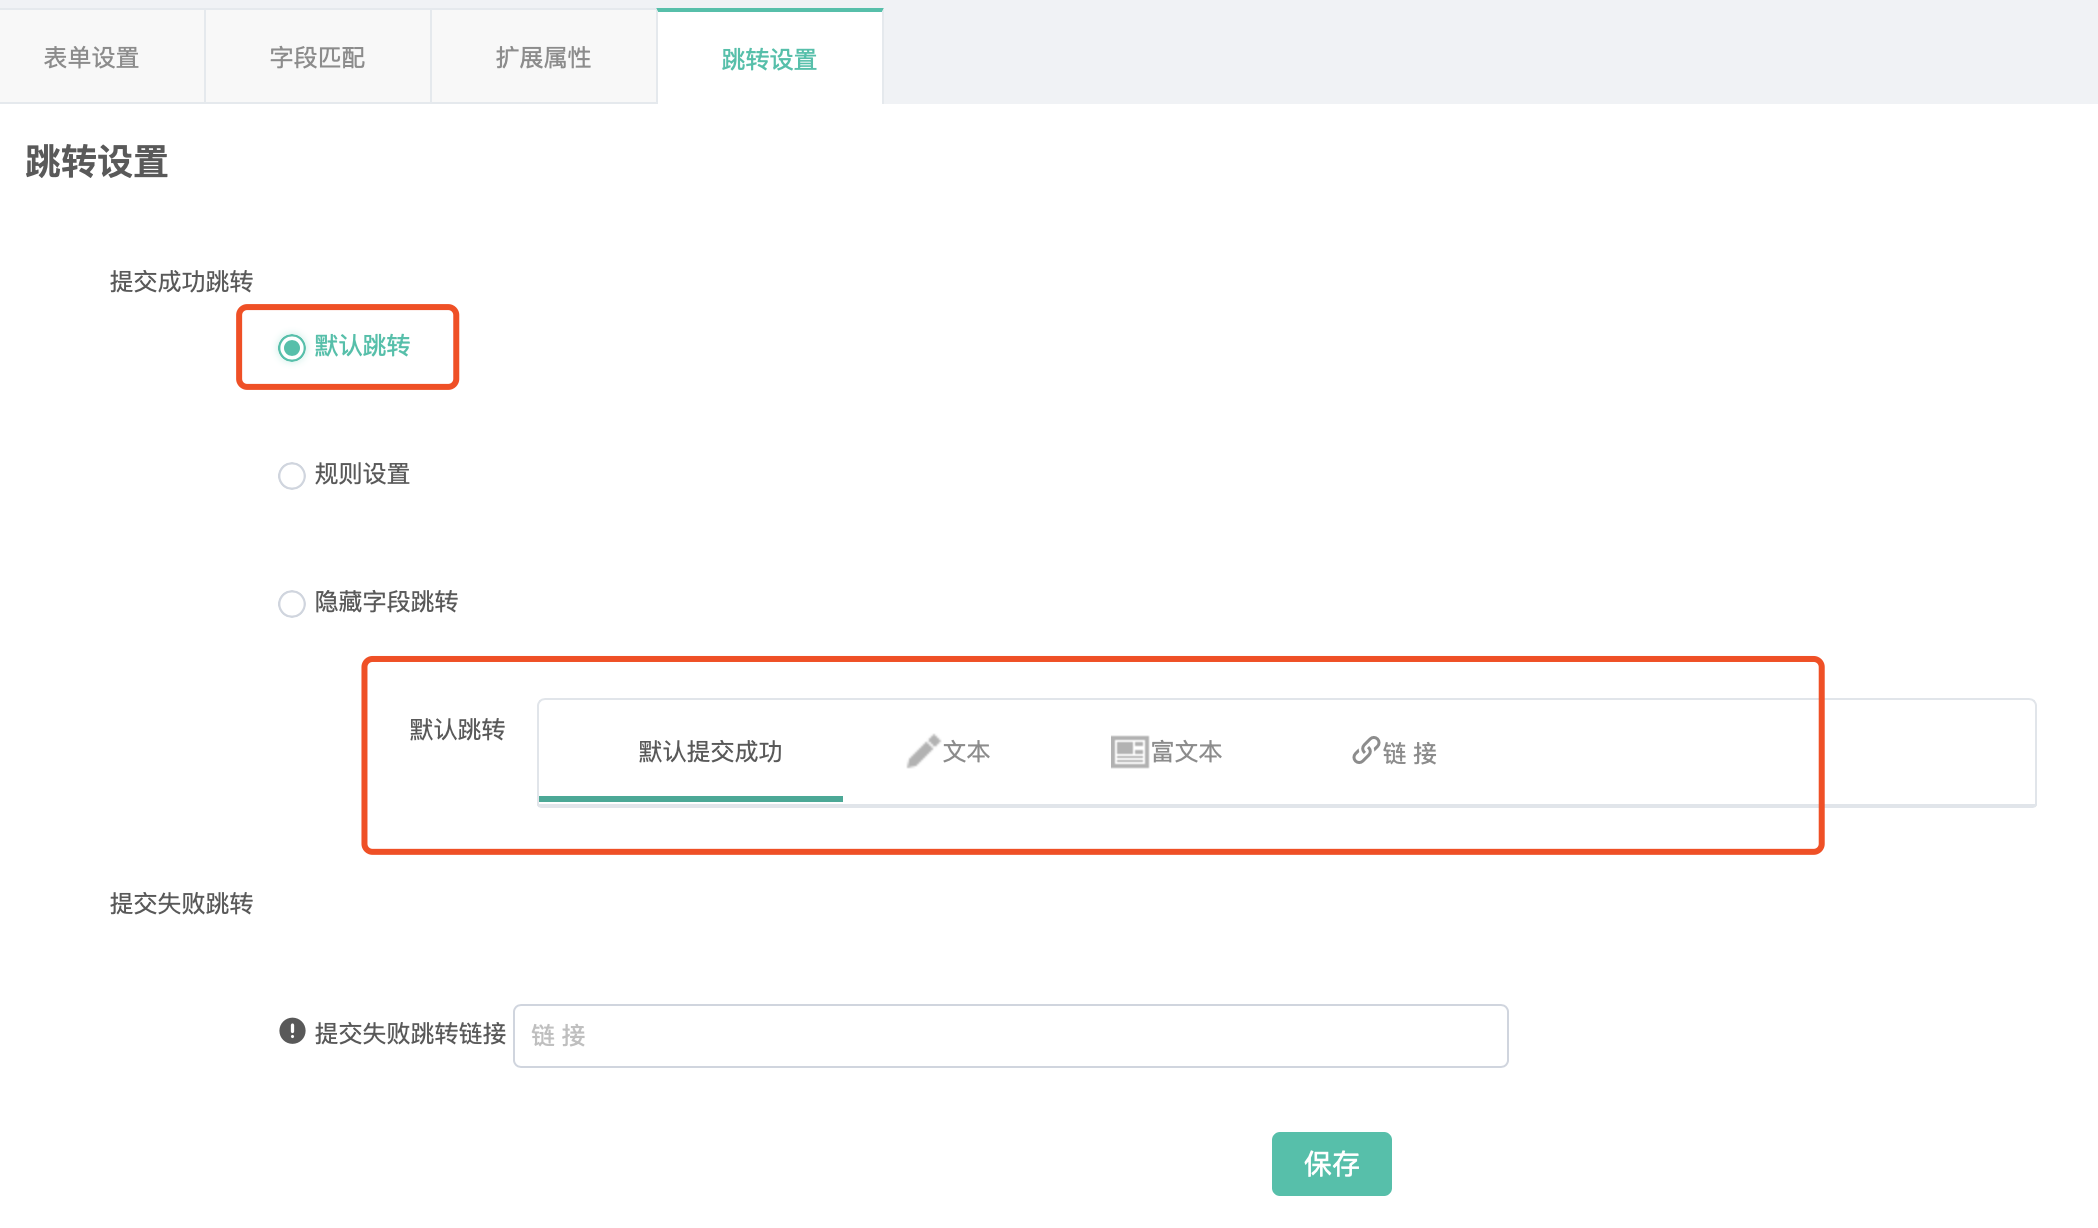 表单设置 字段匹配 扩展属性 跳转设置
跳转设置
提交成功跳转
默认跳转
规则设置
隐藏字段跳转
默认跳转 默认提交成功 文本 富文本 链 接
提交失败跳转
提交失败跳转链接 链 接
保存